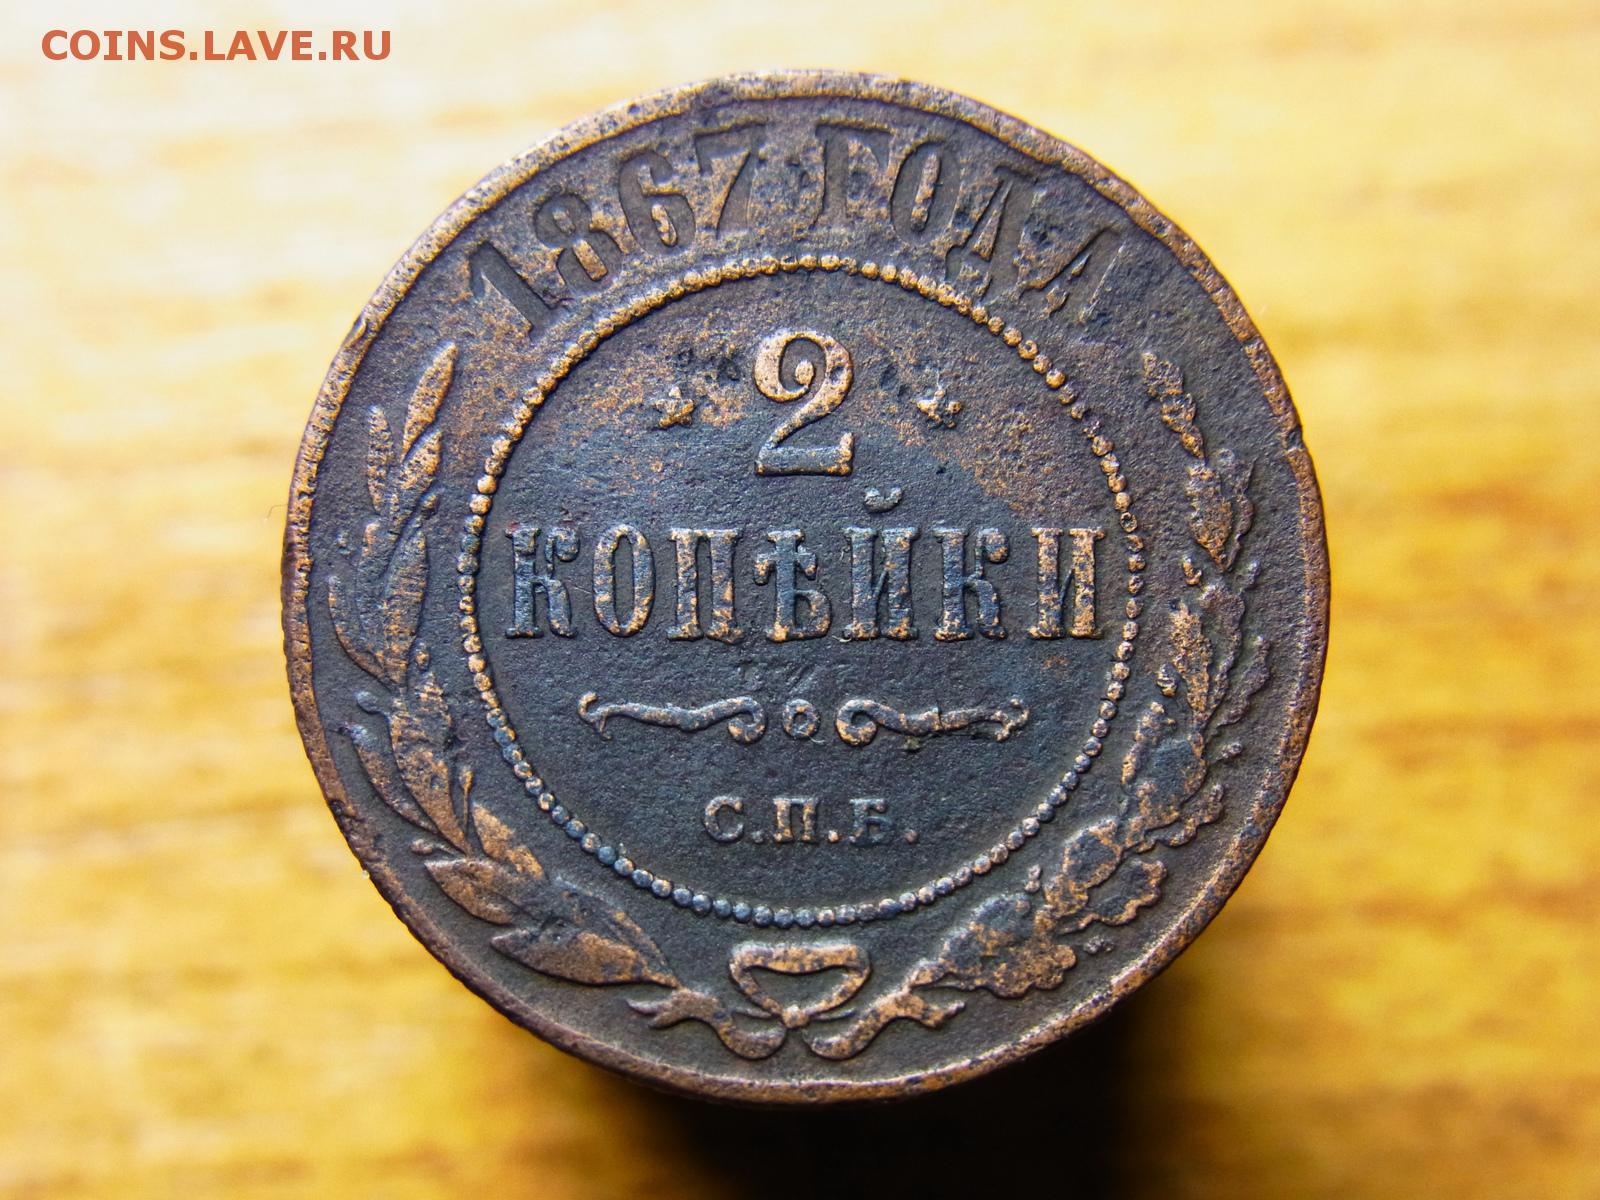 COINS.LAVE.RU
1867 ГОДА
2
КОПѢЙКИ
С.П.Б.